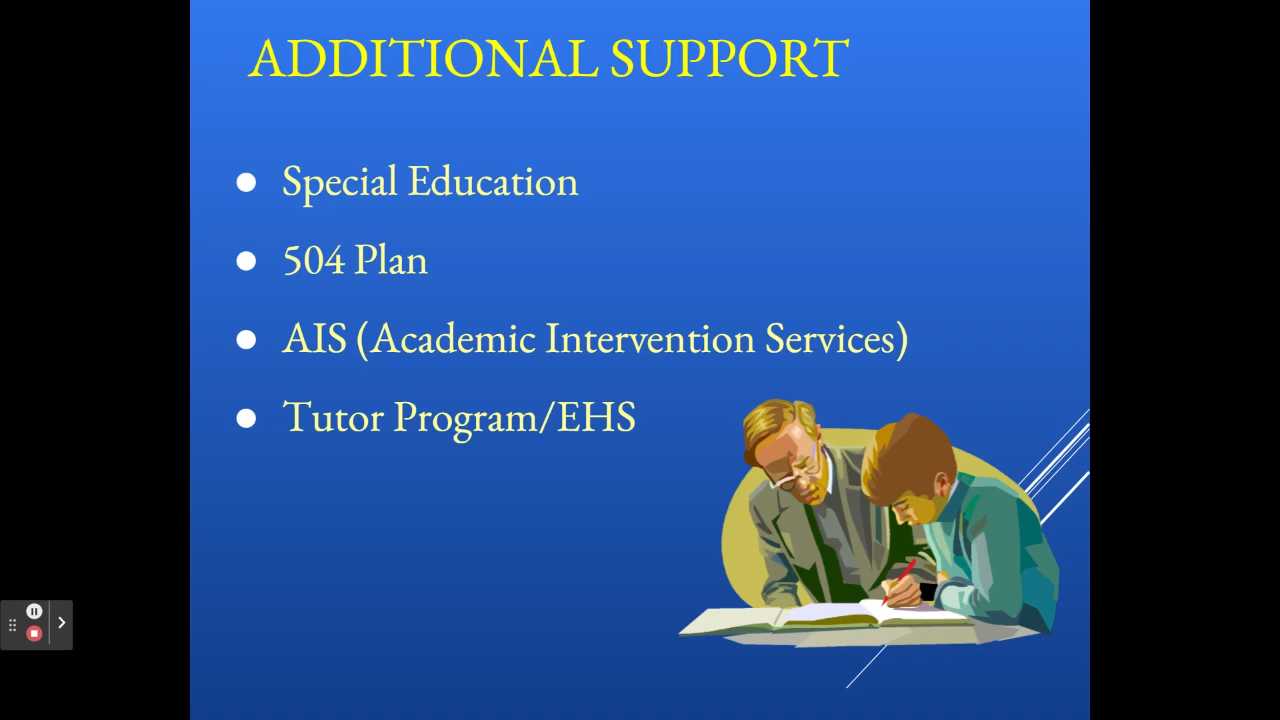 ADDITIONAL SUPPORT
● Special Education
● 504 Plan
● AIS (Academic Intervention Services)
● Tutor Program/EHS